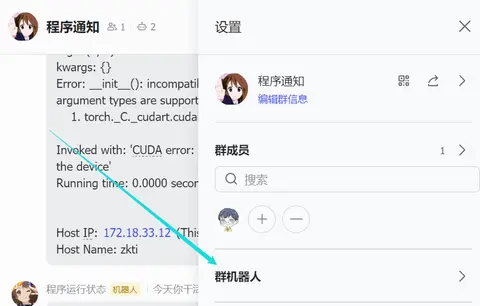 程序通知 1 2
kwargs: {}
Error: __init__(): incompatib
argument types are support
1. torch._C._cudart.cuda
Invoked with: 'CUDA error:
the device'
Running time: 0.0000 secon
Host IP: 172.18.33.12 (This
Host Name: zkti
程序运行状态 机器人 今天你干活
设置
程序通知
编辑群信息
群成员 1
搜索
群机器人